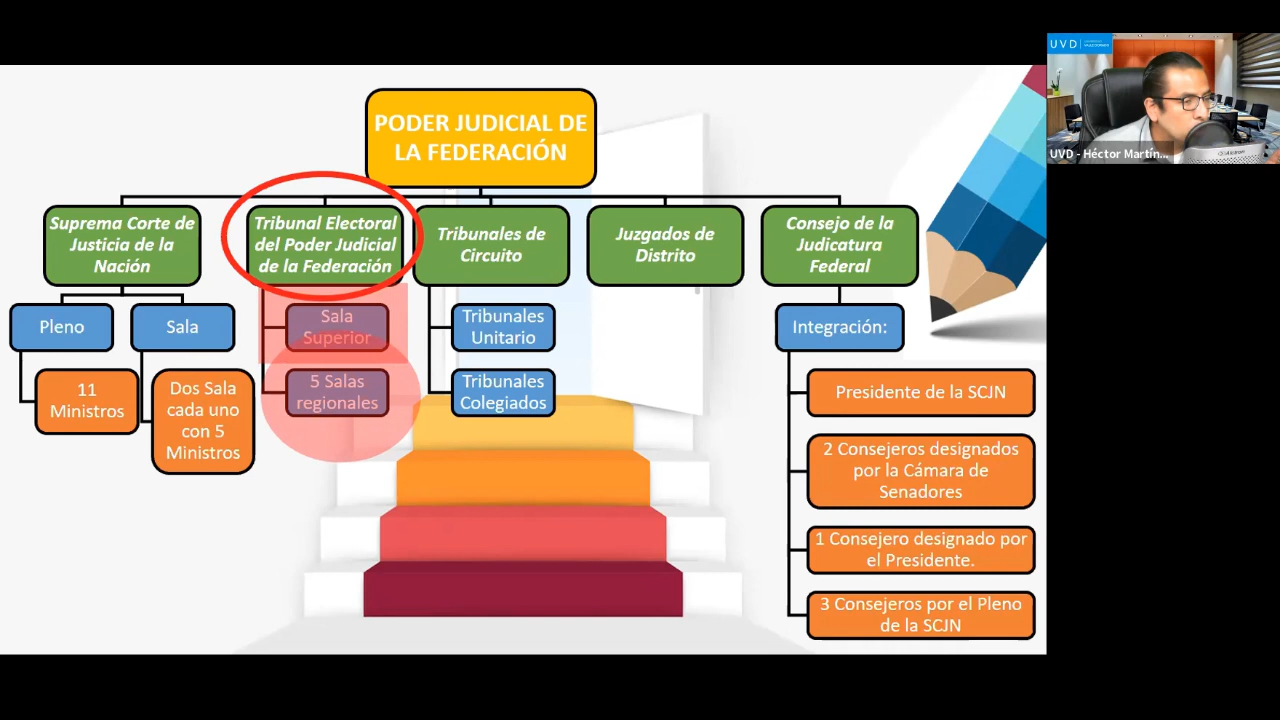 PODER JUDICIAL DE
LA FEDERACIÓN
Suprema Corte de
Justicia de la
Nación
Tribunal Electoral
del Poder Judicial
de la Federación
Tribunales de
Circuito
Juzgados de
Distrito
Consejo de la
Judicatura
Federal
Pleno
Sala
11
Ministros
Dos Sala
cada uno
con 5
Ministros
Sala
Superior
5 Salas
regionales
Tribunales
Unitario
Tribunales
Colegiados
Integración:
Presidente de la SCJN
2 Consejeros designados
por la Cámara de
Senadores
1 Consejero designado por
el Presidente.
3 Consejeros por el Pleno
de la SCJN
UVD
UVD - Héctor Martín...